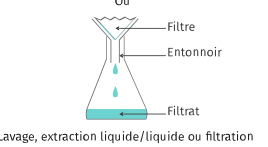 Ou
Filtre
Entonnoir
Filtrat
Lavage, extraction liquide/liquide ou filtration